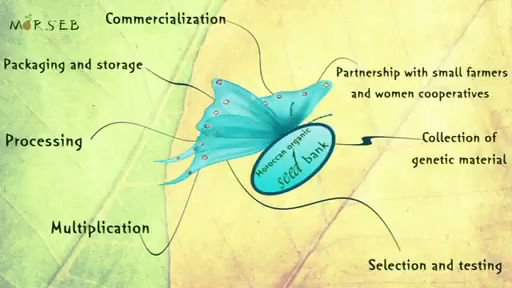 MORSEB
Commercialization
Packaging and storage
Partnership with small farmers
and women cooperatives
Processing
Moroccan organic
seed bank
Collection of
genetic material
Multiplication
Selection and testing